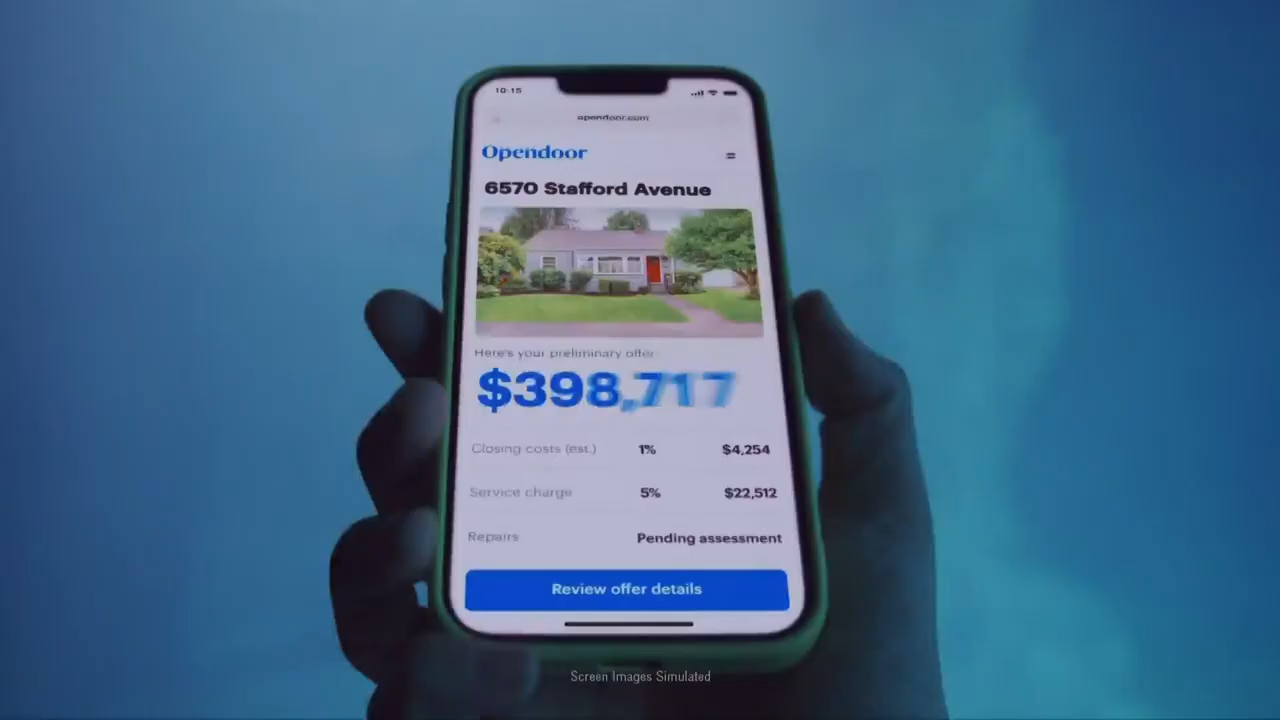 10:15
opendoor.com
Opendoor
6570 Stafford Avenue
Here's your preliminary offer
$398,717
Closing costs (est.) 1% $4,254
Service charge 5% $22,512
Repairs Pending assessment
Review offer details
Screen Images Simulated